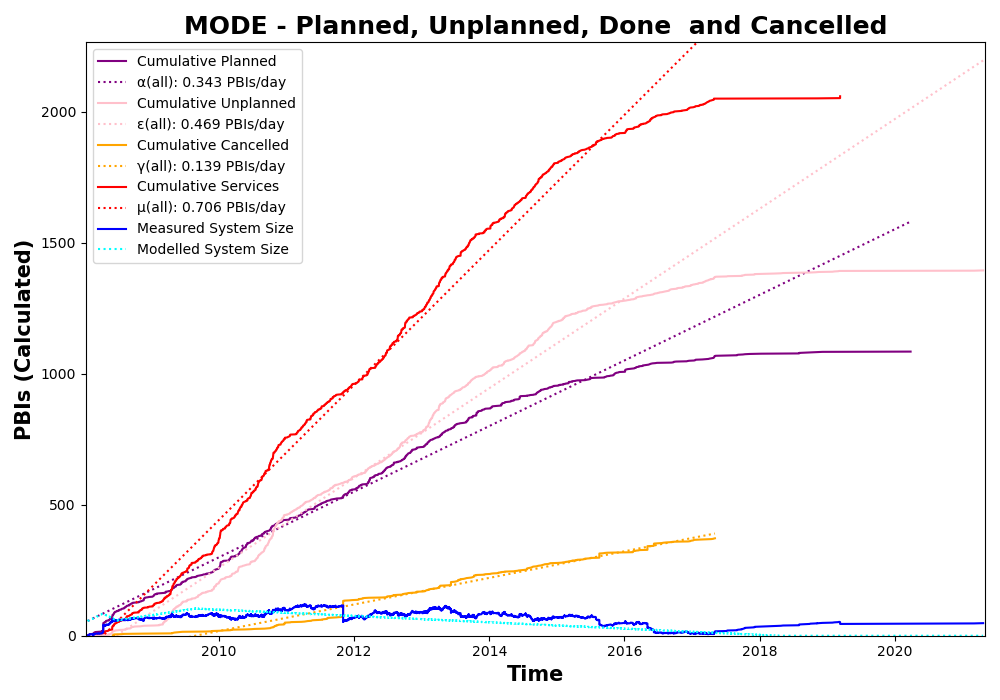 MODE - Planned, Unplanned, Done  and Cancelled
Cumulative Planned
α(all): 0.343 PBIs/day
Cumulative Unplanned
ε(all): 0.469 PBIs/day
Cumulative Cancelled
γ(all): 0.139 PBIs/day
Cumulative Services
μ(all): 0.706 PBIs/day
Measured System Size
Modelled System Size
PBIs (Calculated)
2000
1500
1000
500
0
2010 2012 2014 2016 2018 2020
Time